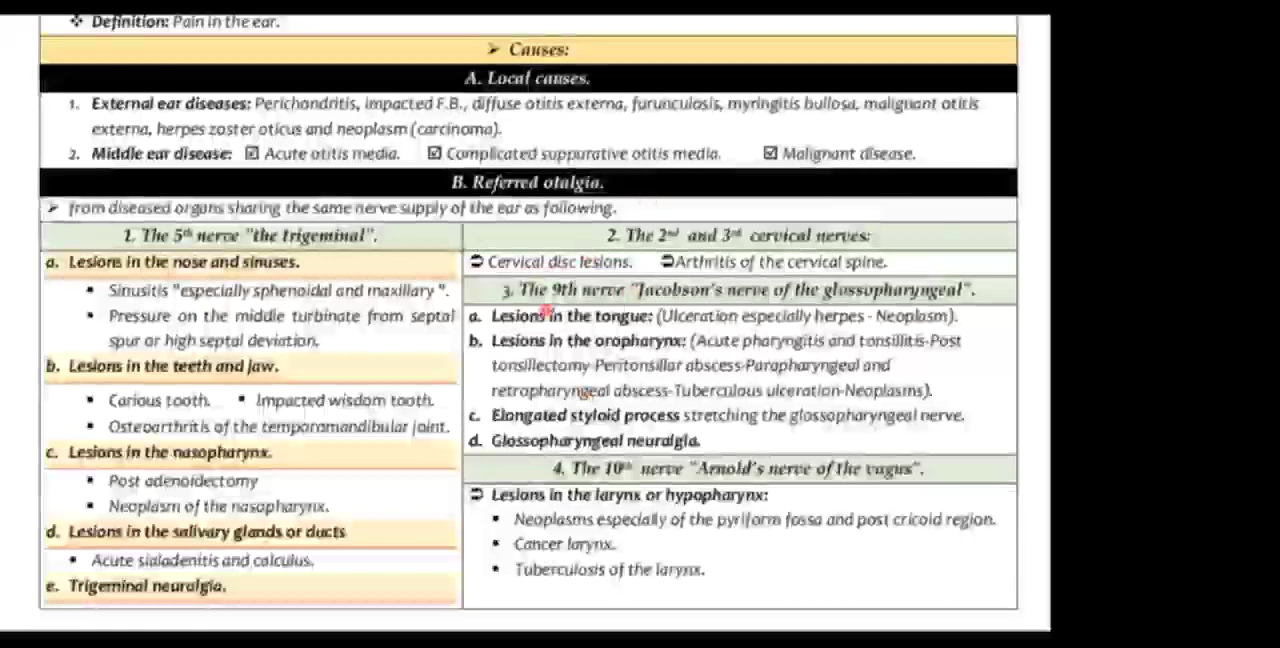 ❖ Definition: Pain in the ear.
➢ Causes:
A. Local causes.
1. External ear diseases: Perichondritis, impacted F.B., diffuse otitis externa, furunculosis, myringitis bullosa, malignant otitis
externa, herpes zoster oticus and neoplasm (carcinoma).
2. Middle ear disease: ☑ Acute otitis media. ☑ Complicated suppurative otitis media. ☑ Malignant disease.
B. Referred otalgia.
➢ from diseased organs sharing the same nerve supply of the ear as following.
1. The 5th nerve "the trigeminal".
a. Lesions in the nose and sinuses.
▪ Sinusitis "especially sphenoidal and maxillary ".
▪ Pressure on the middle turbinate from septal
spur or high septal deviation.
b. Lesions in the teeth and jaw.
▪ Carious tooth. ▪ Impacted wisdom tooth.
▪ Osteoarthritis of the temporomandibular joint.
c. Lesions in the nasopharynx.
▪ Post adenoidectomy
▪ Neoplasm of the nasopharynx.
d. Lesions in the salivary glands or ducts
▪ Acute sialadenitis and calculus.
e. Trigeminal neuralgia.
2. The 2nd and 3rd cervical nerves:
➲ Cervical disc lesions. ➲Arthritis of the cervical spine.
3. The 9th nerve "Jacobson's nerve of the glossopharyngeal".
a. Lesions in the tongue: (Ulceration especially herpes - Neoplasm).
b. Lesions in the oropharynx: (Acute pharyngitis and tonsillitis-Post
tonsillectomy-Peritonsillar abscess-Parapharyngeal and
retropharyngeal abscess-Tuberculous ulceration-Neoplasms).
c. Elongated styloid process stretching the glossopharyngeal nerve.
d. Glossopharyngeal neuralgia.
4. The 10th nerve "Arnold's nerve of the vagus".
➲ Lesions in the larynx or hypopharynx:
▪ Neoplasms especially of the pyriform fossa and post cricoid region.
▪ Cancer larynx.
▪ Tuberculosis of the larynx.